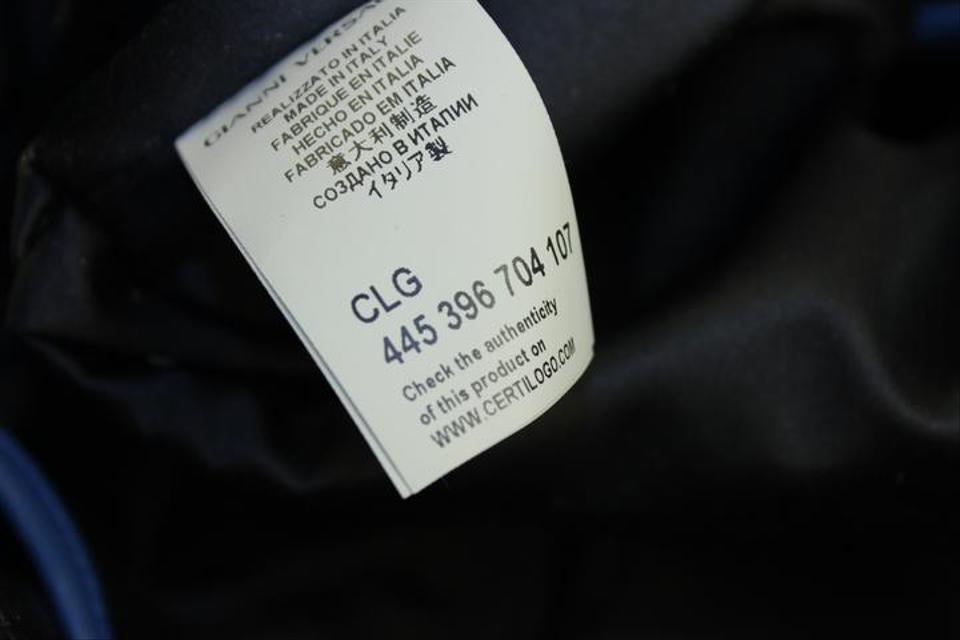 GIANNI VERSA
REALIZZATO IN ITALIA
MADE IN ITALY
FABRIQUE EN ITALIE
HECHO EN ITALIA
FABRICADO EM ITALIA
意大利制造
СОЗДАНО В ИТАПИИ
イタリア製
CLG
445 396 704 107
Check the authenticity
of this product on
WWW.CERTILOGO.COM